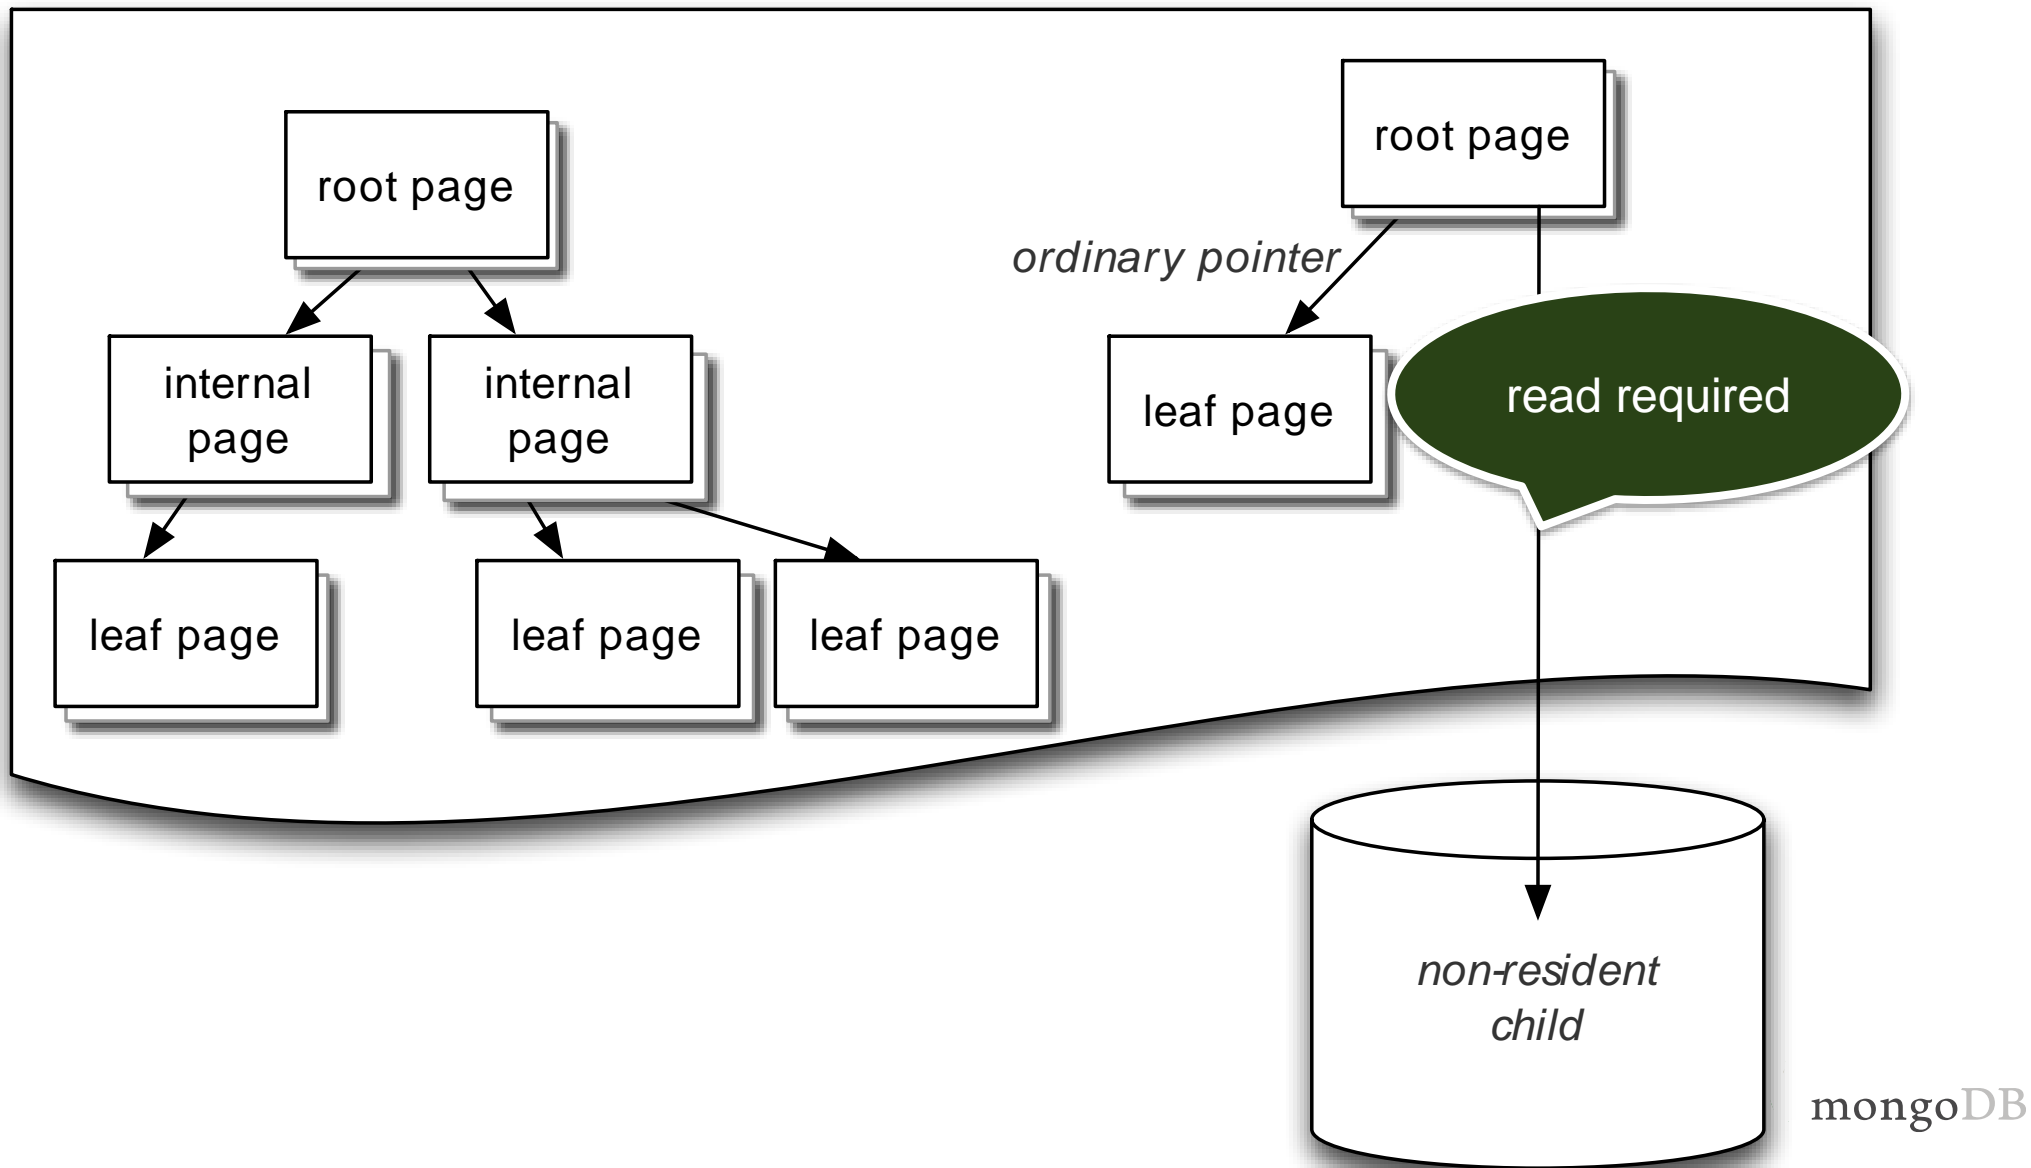 root page
root page
ordinary pointer
internal
page
internal
page
leaf page
read required
leaf page
leaf page
leaf page
non-resident
child
mongoDB